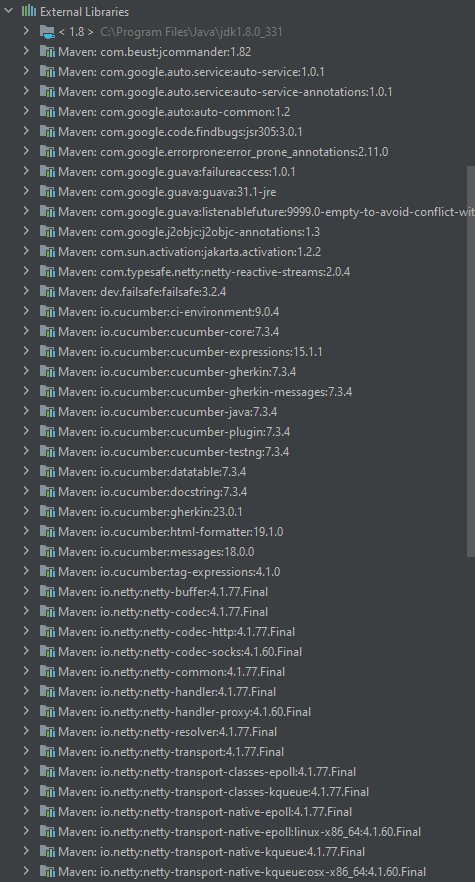 External Libraries
< 1.8 > C:\Program Files\Java\jdk1.8.0_331
Maven: com.beust:jcommander:1.82
Maven: com.google.auto.service:auto-service:1.0.1
Maven: com.google.auto.service:auto-service-annotations:1.0.1
Maven: com.google.auto:auto-common:1.2
Maven: com.google.code.findbugs:jsr305:3.0.1
Maven: com.google.errorprone:error_prone_annotations:2.11.0
Maven: com.google.guava:failureaccess:1.0.1
Maven: com.google.guava:guava:31.1-jre
Maven: com.google.guava:listenablefuture:9999.0-empty-to-avoid-conflict-wit
Maven: com.google.j2objc:j2objc-annotations:1.3
Maven: com.sun.activation:jakarta.activation:1.2.2
Maven: com.typesafe.netty:netty-reactive-streams:2.0.4
Maven: dev.failsafe:failsafe:3.2.4
Maven: io.cucumber:ci-environment:9.0.4
Maven: io.cucumber:cucumber-core:7.3.4
Maven: io.cucumber:cucumber-expressions:15.1.1
Maven: io.cucumber:cucumber-gherkin:7.3.4
Maven: io.cucumber:cucumber-gherkin-messages:7.3.4
Maven: io.cucumber:cucumber-java:7.3.4
Maven: io.cucumber:cucumber-plugin:7.3.4
Maven: io.cucumber:cucumber-testng:7.3.4
Maven: io.cucumber:datatable:7.3.4
Maven: io.cucumber:docstring:7.3.4
Maven: io.cucumber:gherkin:23.0.1
Maven: io.cucumber:html-formatter:19.1.0
Maven: io.cucumber:messages:18.0.0
Maven: io.cucumber:tag-expressions:4.1.0
Maven: io.netty:netty-buffer:4.1.77.Final
Maven: io.netty:netty-codec:4.1.77.Final
Maven: io.netty:netty-codec-http:4.1.77.Final
Maven: io.netty:netty-codec-socks:4.1.60.Final
Maven: io.netty:netty-common:4.1.77.Final
Maven: io.netty:netty-handler:4.1.77.Final
Maven: io.netty:netty-handler-proxy:4.1.60.Final
Maven: io.netty:netty-resolver:4.1.77.Final
Maven: io.netty:netty-transport:4.1.77.Final
Maven: io.netty:netty-transport-classes-epoll:4.1.77.Final
Maven: io.netty:netty-transport-classes-kqueue:4.1.77.Final
Maven: io.netty:netty-transport-native-epoll:4.1.77.Final
Maven: io.netty:netty-transport-native-epoll:linux-x86_64:4.1.60.Final
Maven: io.netty:netty-transport-native-kqueue:4.1.77.Final
Maven: io.netty:netty-transport-native-kqueue:osx-x86_64:4.1.60.Final